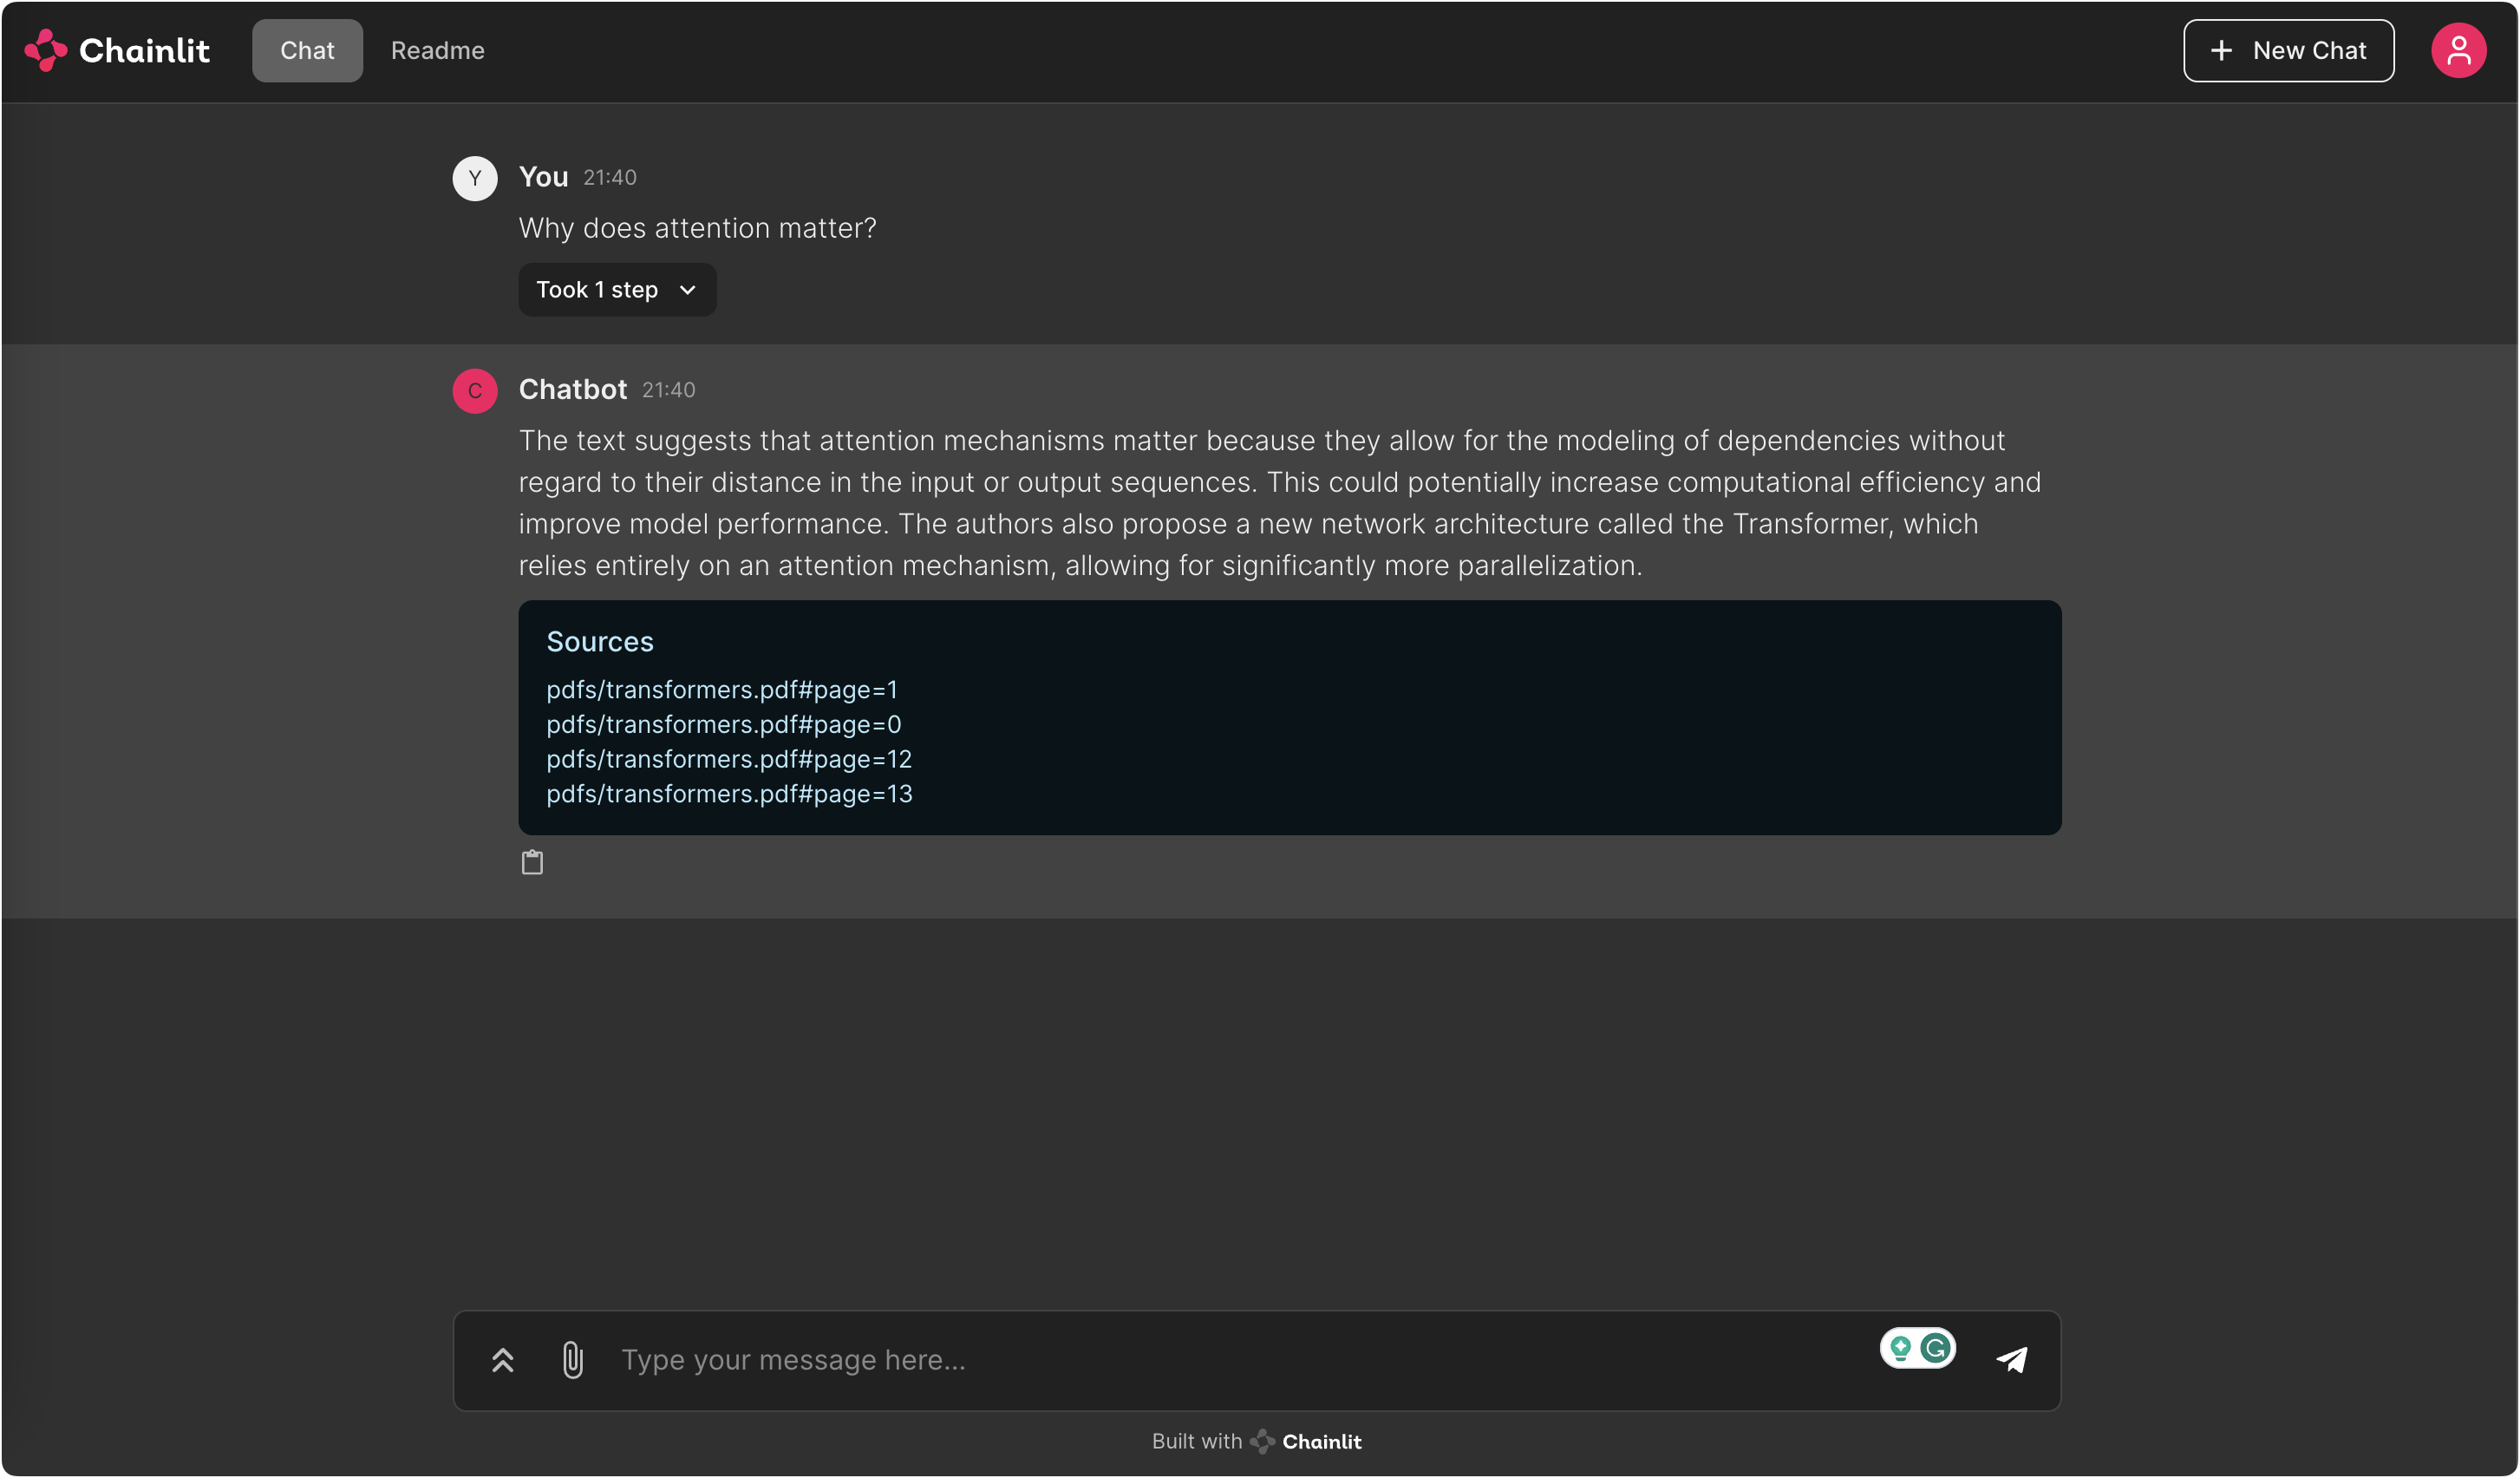 Chainlit
Chat
Readme
+ New Chat
Y
You 21:40
Why does attention matter?
Took 1 step
C
Chatbot 21:40
The text suggests that attention mechanisms matter because they allow for the modeling of dependencies without
regard to their distance in the input or output sequences. This could potentially increase computational efficiency and
improve model performance. The authors also propose a new network architecture called the Transformer, which
relies entirely on an attention mechanism, allowing for significantly more parallelization.
Sources
pdfs/transformers.pdf#page=1
pdfs/transformers.pdf#page=0
pdfs/transformers.pdf#page=12
pdfs/transformers.pdf#page=13
Type your message here...
Built with Chainlit